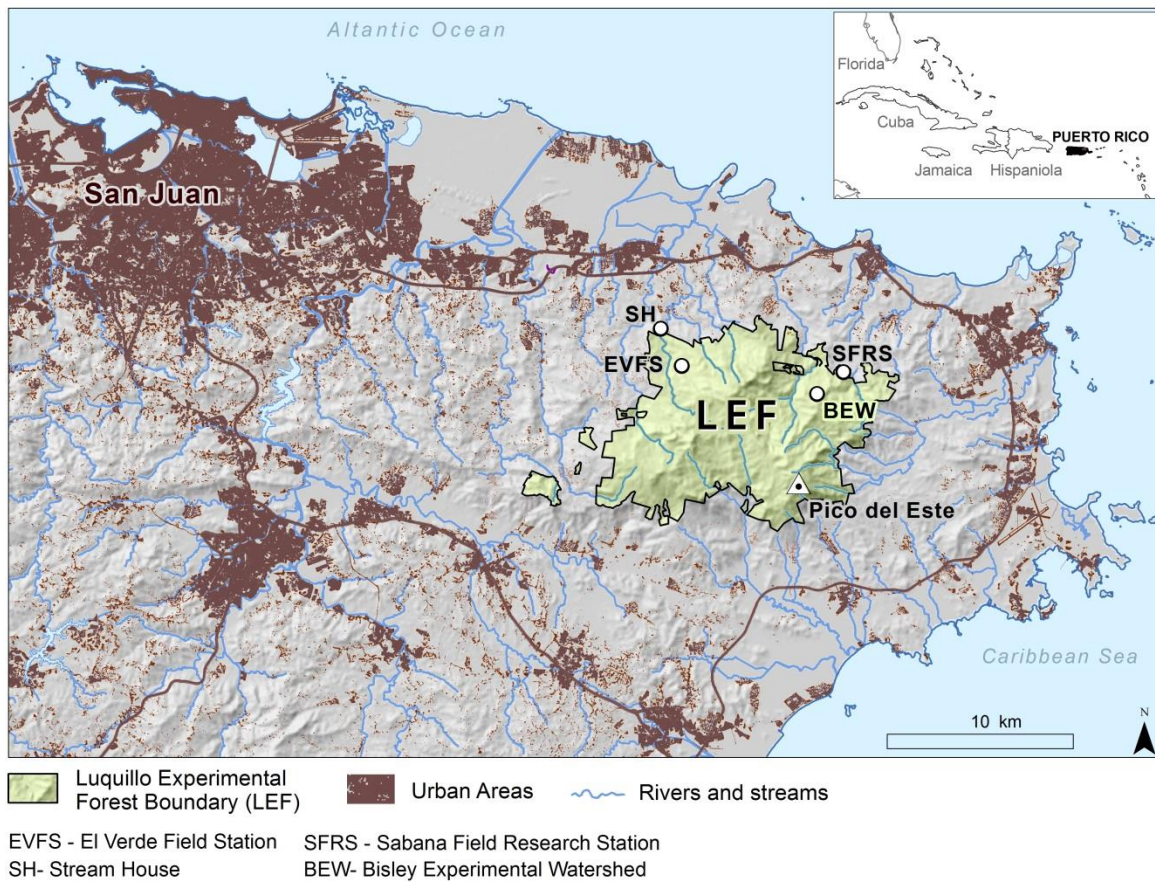 Altantic Ocean
Florida
Cuba
PUERTO RICO
Jamaica
Hispaniola
San Juan
SH
EVFS
SFRS
LEF
BEW
Pico del Este
Caribbean Sea
10 km
N
Luquillo Experimental
Forest Boundary (LEF)
Urban Areas
Rivers and streams
EVFS - El Verde Field Station
SFRS - Sabana Field Research Station
SH- Stream House
BEW- Bisley Experimental Watershed